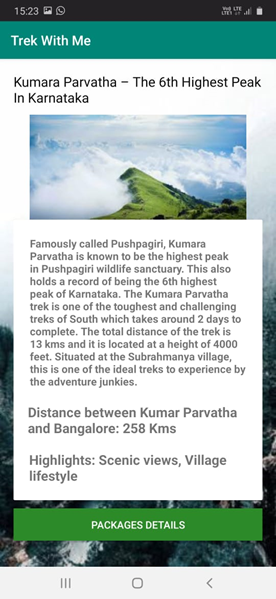 15:23
Vo) LTE
LTE1
Trek With Me
Kumara Parvatha – The 6th Highest Peak
In Karnataka
Famously called Pushpagiri, Kumara
Parvatha is known to be the highest peak
in Pushpagiri wildlife sanctuary. This also
holds a record of being the 6th highest
peak of Karnataka. The Kumara Parvatha
trek is one of the toughest and challenging
treks of South which takes around 2 days to
complete. The total distance of the trek is
13 kms and it is located at a height of 4000
feet. Situated at the Subrahmanya village,
this is one of the ideal treks to experience by
the adventure junkies.
Distance between Kumar Parvatha
and Bangalore: 258 Kms
Highlights: Scenic views, Village
lifestyle
PACKAGES DETAILS